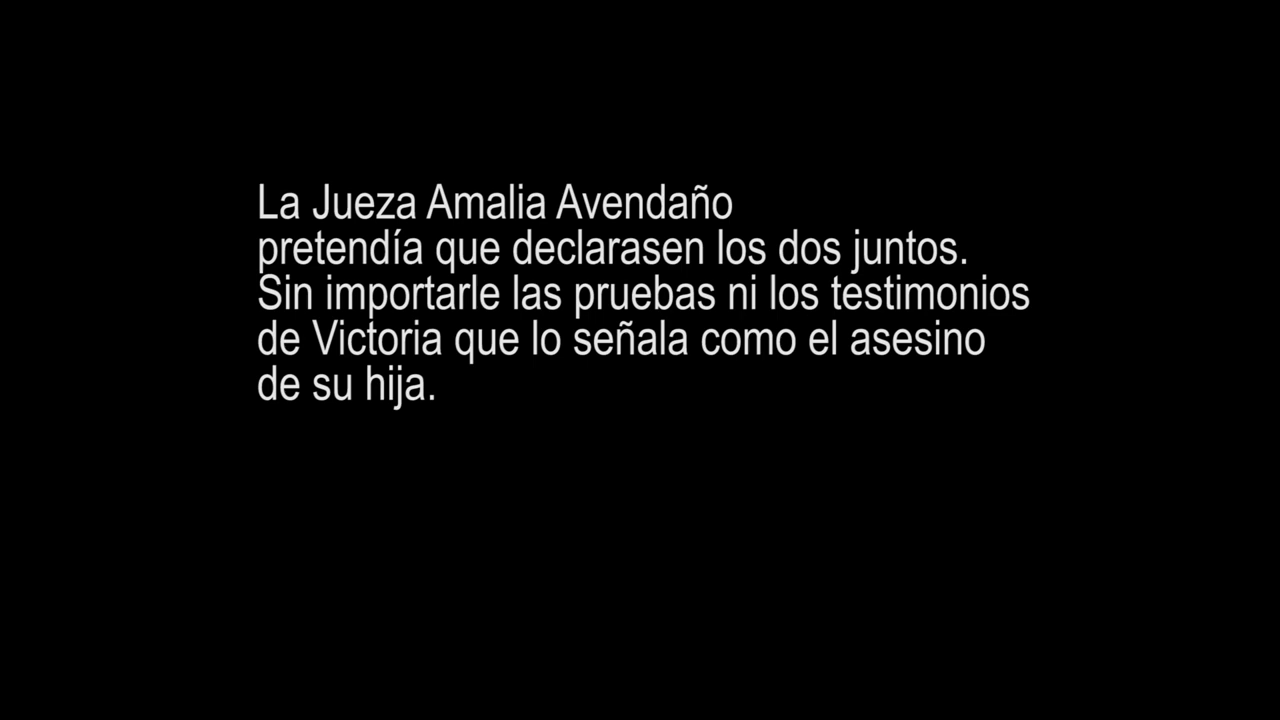 La Jueza Amalia Avendaño
pretendía que declarasen los dos juntos.
Sin importarle las pruebas ni los testimonios
de Victoria que lo señala como el asesino
de su hija.